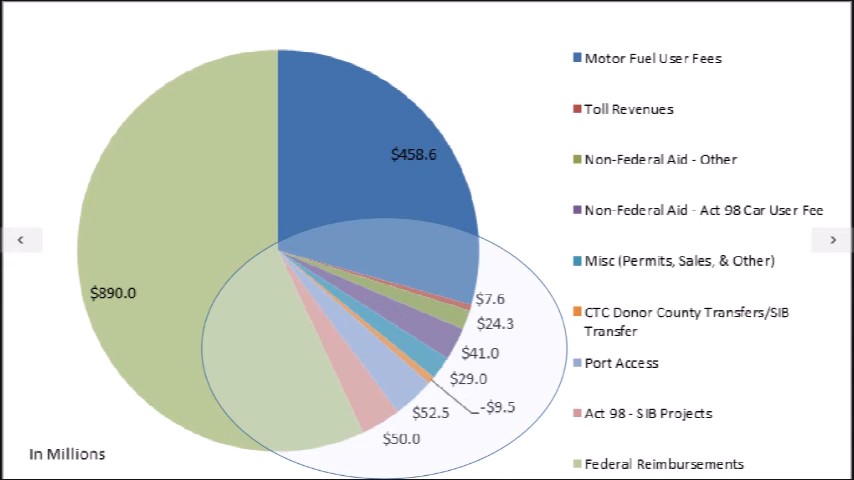 Motor Fuel User Fees
Toll Revenues
$458.6
Non-Federal Aid - Other
Non-Federal Aid - Act 98 Car User Fee
Misc (Permits, Sales, & Other)
$890.0
$7.6
$24.3
CTC Donor County Transfers/SIB
Transfer
$41.0
Port Access
$29.0
-$9.5
$52.5
Act 98 - SIB Projects
$50.0
In Millions
Federal Reimbursements